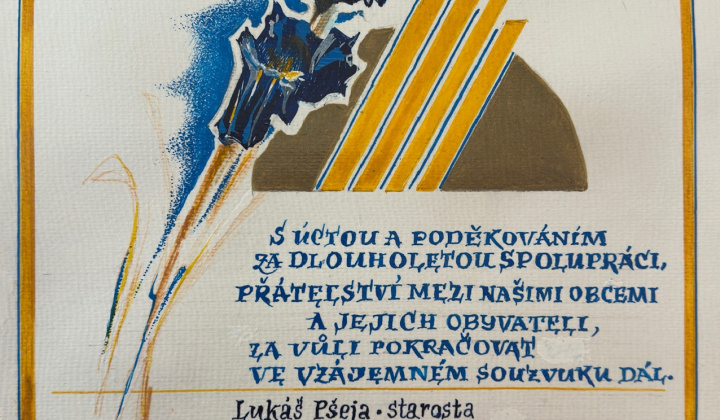 S ÚCTOU A PODĚKOVÁNÍM
ZA DLOUHOLETOU SPOLUPRÁCI,
PŘÁTELSTVÍ MEZI NAŠIMI OBCEMI
A JEJICH OBYVATELI,
ZA VŮLI POKRAČOVAT
VE VZÁJEMNÉM SOUZVUKU DÁL.
Lukáš Pšeja • starosta